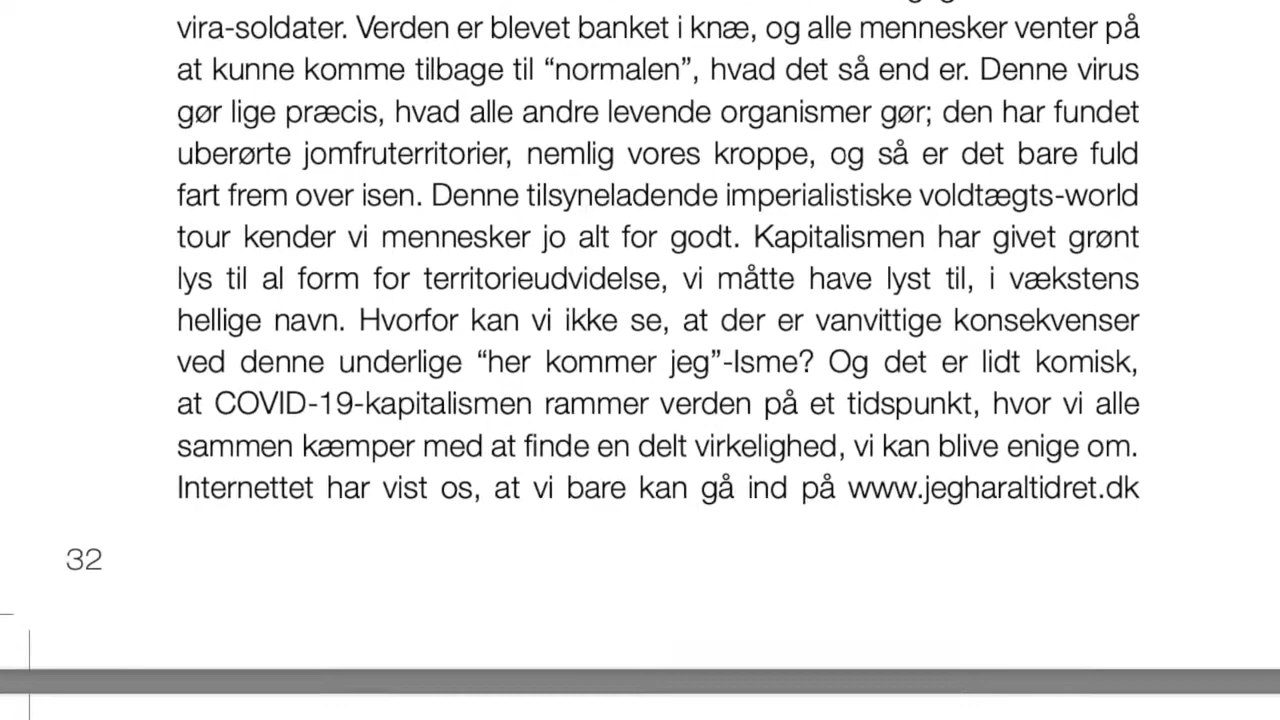 vira-soldater. Verden er blevet banket i knæ, og alle mennesker venter på
at kunne komme tilbage til “normalen”, hvad det så end er. Denne virus
gør lige præcis, hvad alle andre levende organismer gør; den har fundet
uberørte jomfruterritorier, nemlig vores kroppe, og så er det bare fuld
fart frem over isen. Denne tilsyneladende imperialistiske voldtægts-world
tour kender vi mennesker jo alt for godt. Kapitalismen har givet grønt
lys til al form for territorieudvidelse, vi måtte have lyst til, i vækstens
hellige navn. Hvorfor kan vi ikke se, at der er vanvittige konsekvenser
ved denne underlige “her kommer jeg”-Isme? Og det er lidt komisk,
at COVID-19-kapitalismen rammer verden på et tidspunkt, hvor vi alle
sammen kæmper med at finde en delt virkelighed, vi kan blive enige om.
Internettet har vist os, at vi bare kan gå ind på www.jegharaltidret.dk
32